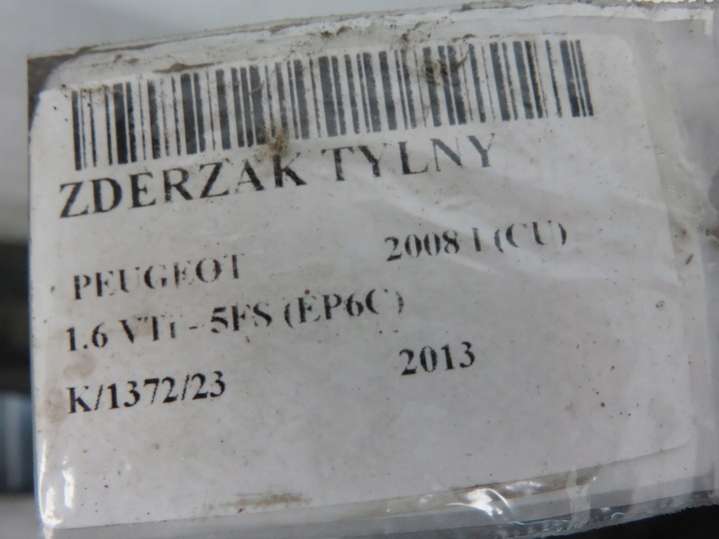 ZDERZAK TYLNY
PEUGEOT 2008 I (CU)
1.6 VTi - 5FS (EP6C)
K/1372/23 2013